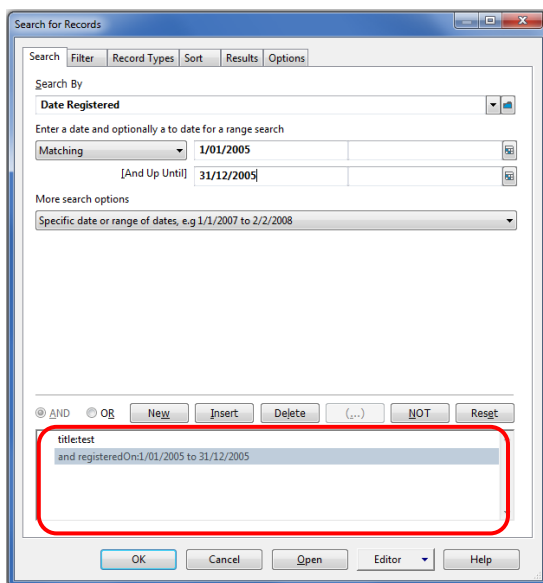 Search for Records
Search Filter Record Types Sort Results Options
Search By
Date Registered
Enter a date and optionally a to date for a range search
Matching 1/01/2005
[And Up Until] 31/12/2005
More search options
Specific date or range of dates, e.g 1/1/2007 to 2/2/2008
AND OR New Insert Delete (...) NOT Reset
title:test
and registeredOn:1/01/2005 to 31/12/2005
OK Cancel Open Editor Help